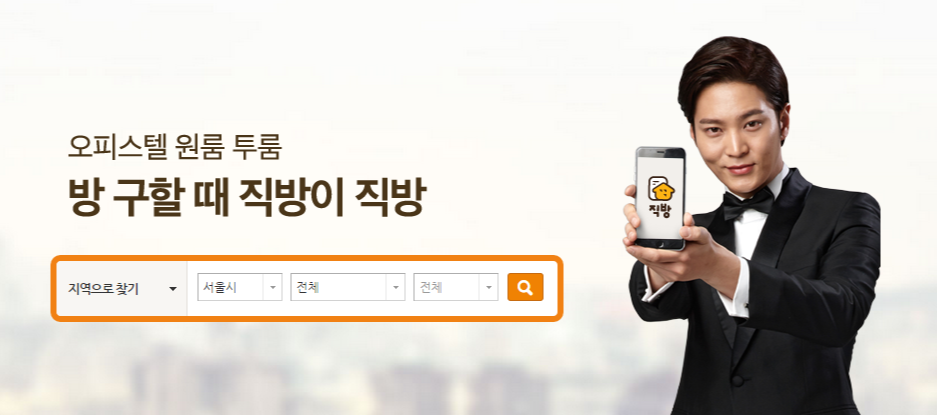 오피스텔 원룸 투룸
방 구할 때 직방이 직방
지역으로 찾기 서울시 전체 전체
직방